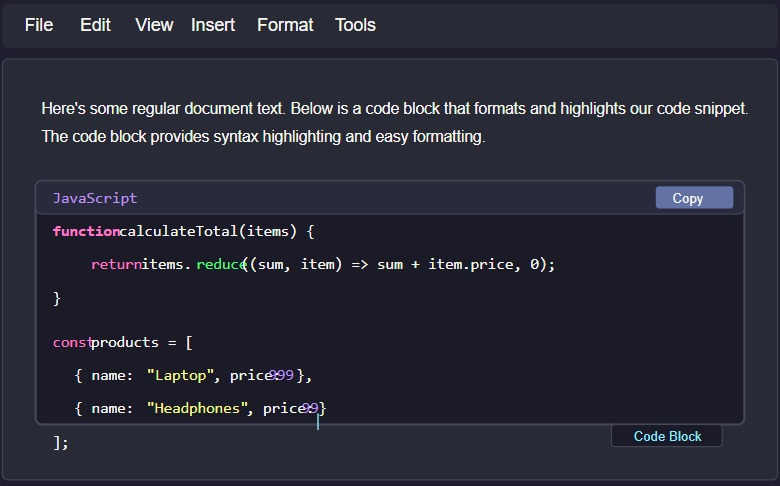 File Edit View Insert Format Tools
Here's some regular document text. Below is a code block that formats and highlights our code snippet.
The code block provides syntax highlighting and easy formatting.
JavaScript Copy
functioncalculateTotal(items) {
returnitems. reduce((sum, item) => sum + item.price, 0);
}
constproducts = [
{ name: "Laptop", price:999},
{ name: "Headphones", price:99}
Code Block
];